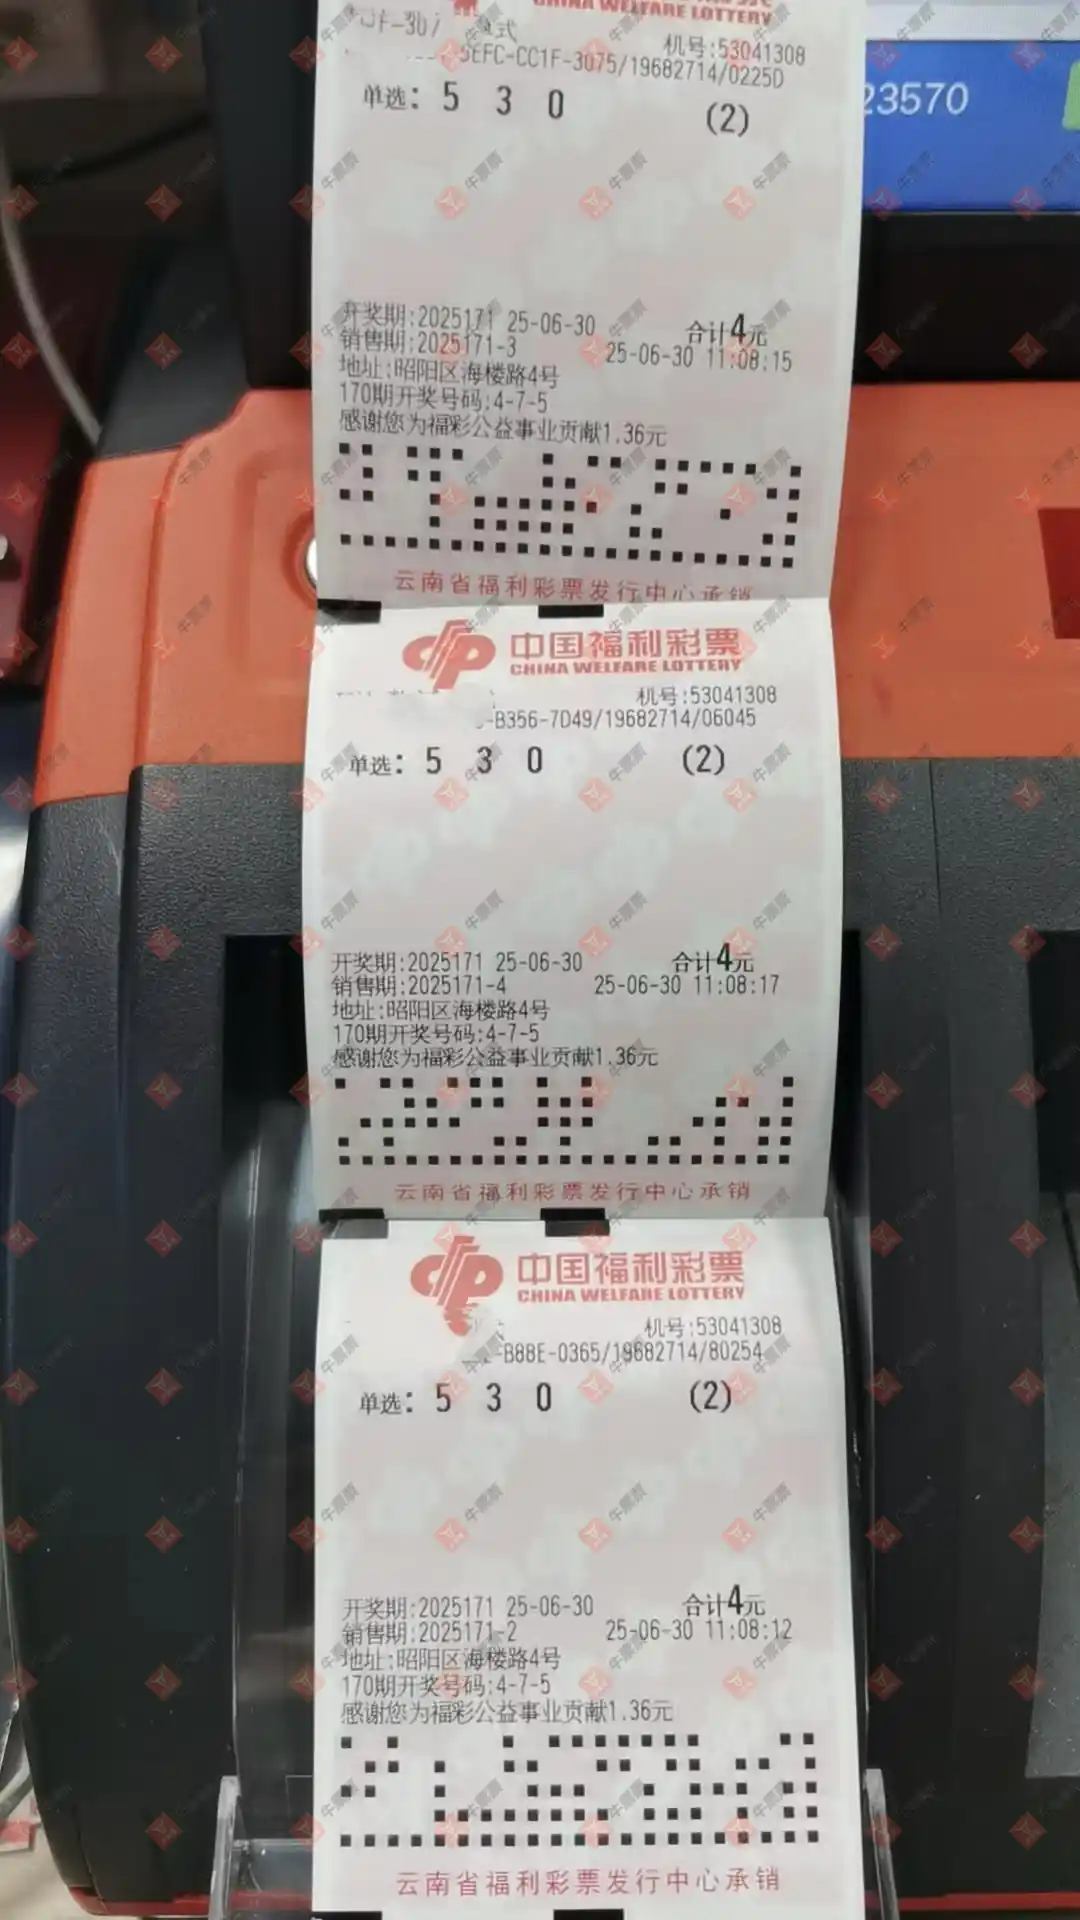 CHINA WELFARE LOTTERY
机号:53041308
5EFC-CC1F-3075/19682714/0225D
23570
单选: 5 3 0 (2)
开奖期:2025171 25-06-30 合计4元
销售期:2025171-3 25-06-30 11:08:15
地址:昭阳区海楼路4号
170期开奖号码:4-7-5
感谢您为福彩公益事业贡献1.36元
云南省福利彩票发行中心承销
中国福利彩票
CHINA WELFARE LOTTERY
机号:53041308
-B356-7D49/19682714/06045
单选: 5 3 0 (2)
开奖期:2025171 25-06-30 合计4元
销售期:2025171-4 25-06-30 11:08:17
地址:昭阳区海楼路4号
170期开奖号码:4-7-5
感谢您为福彩公益事业贡献1.36元
云南省福利彩票发行中心承销
中国福利彩票
CHINA WELFARE LOTTERY
机号:53041308
-B88E-0365/19682714/80254
单选: 5 3 0 (2)
开奖期:2025171 25-06-30 合计4元
销售期:2025171-2 25-06-30 11:08:12
地址:昭阳区海楼路4号
170期开奖号码:4-7-5
感谢您为福彩公益事业贡献1.36元
云南省福利彩票发行中心承销
牛票票